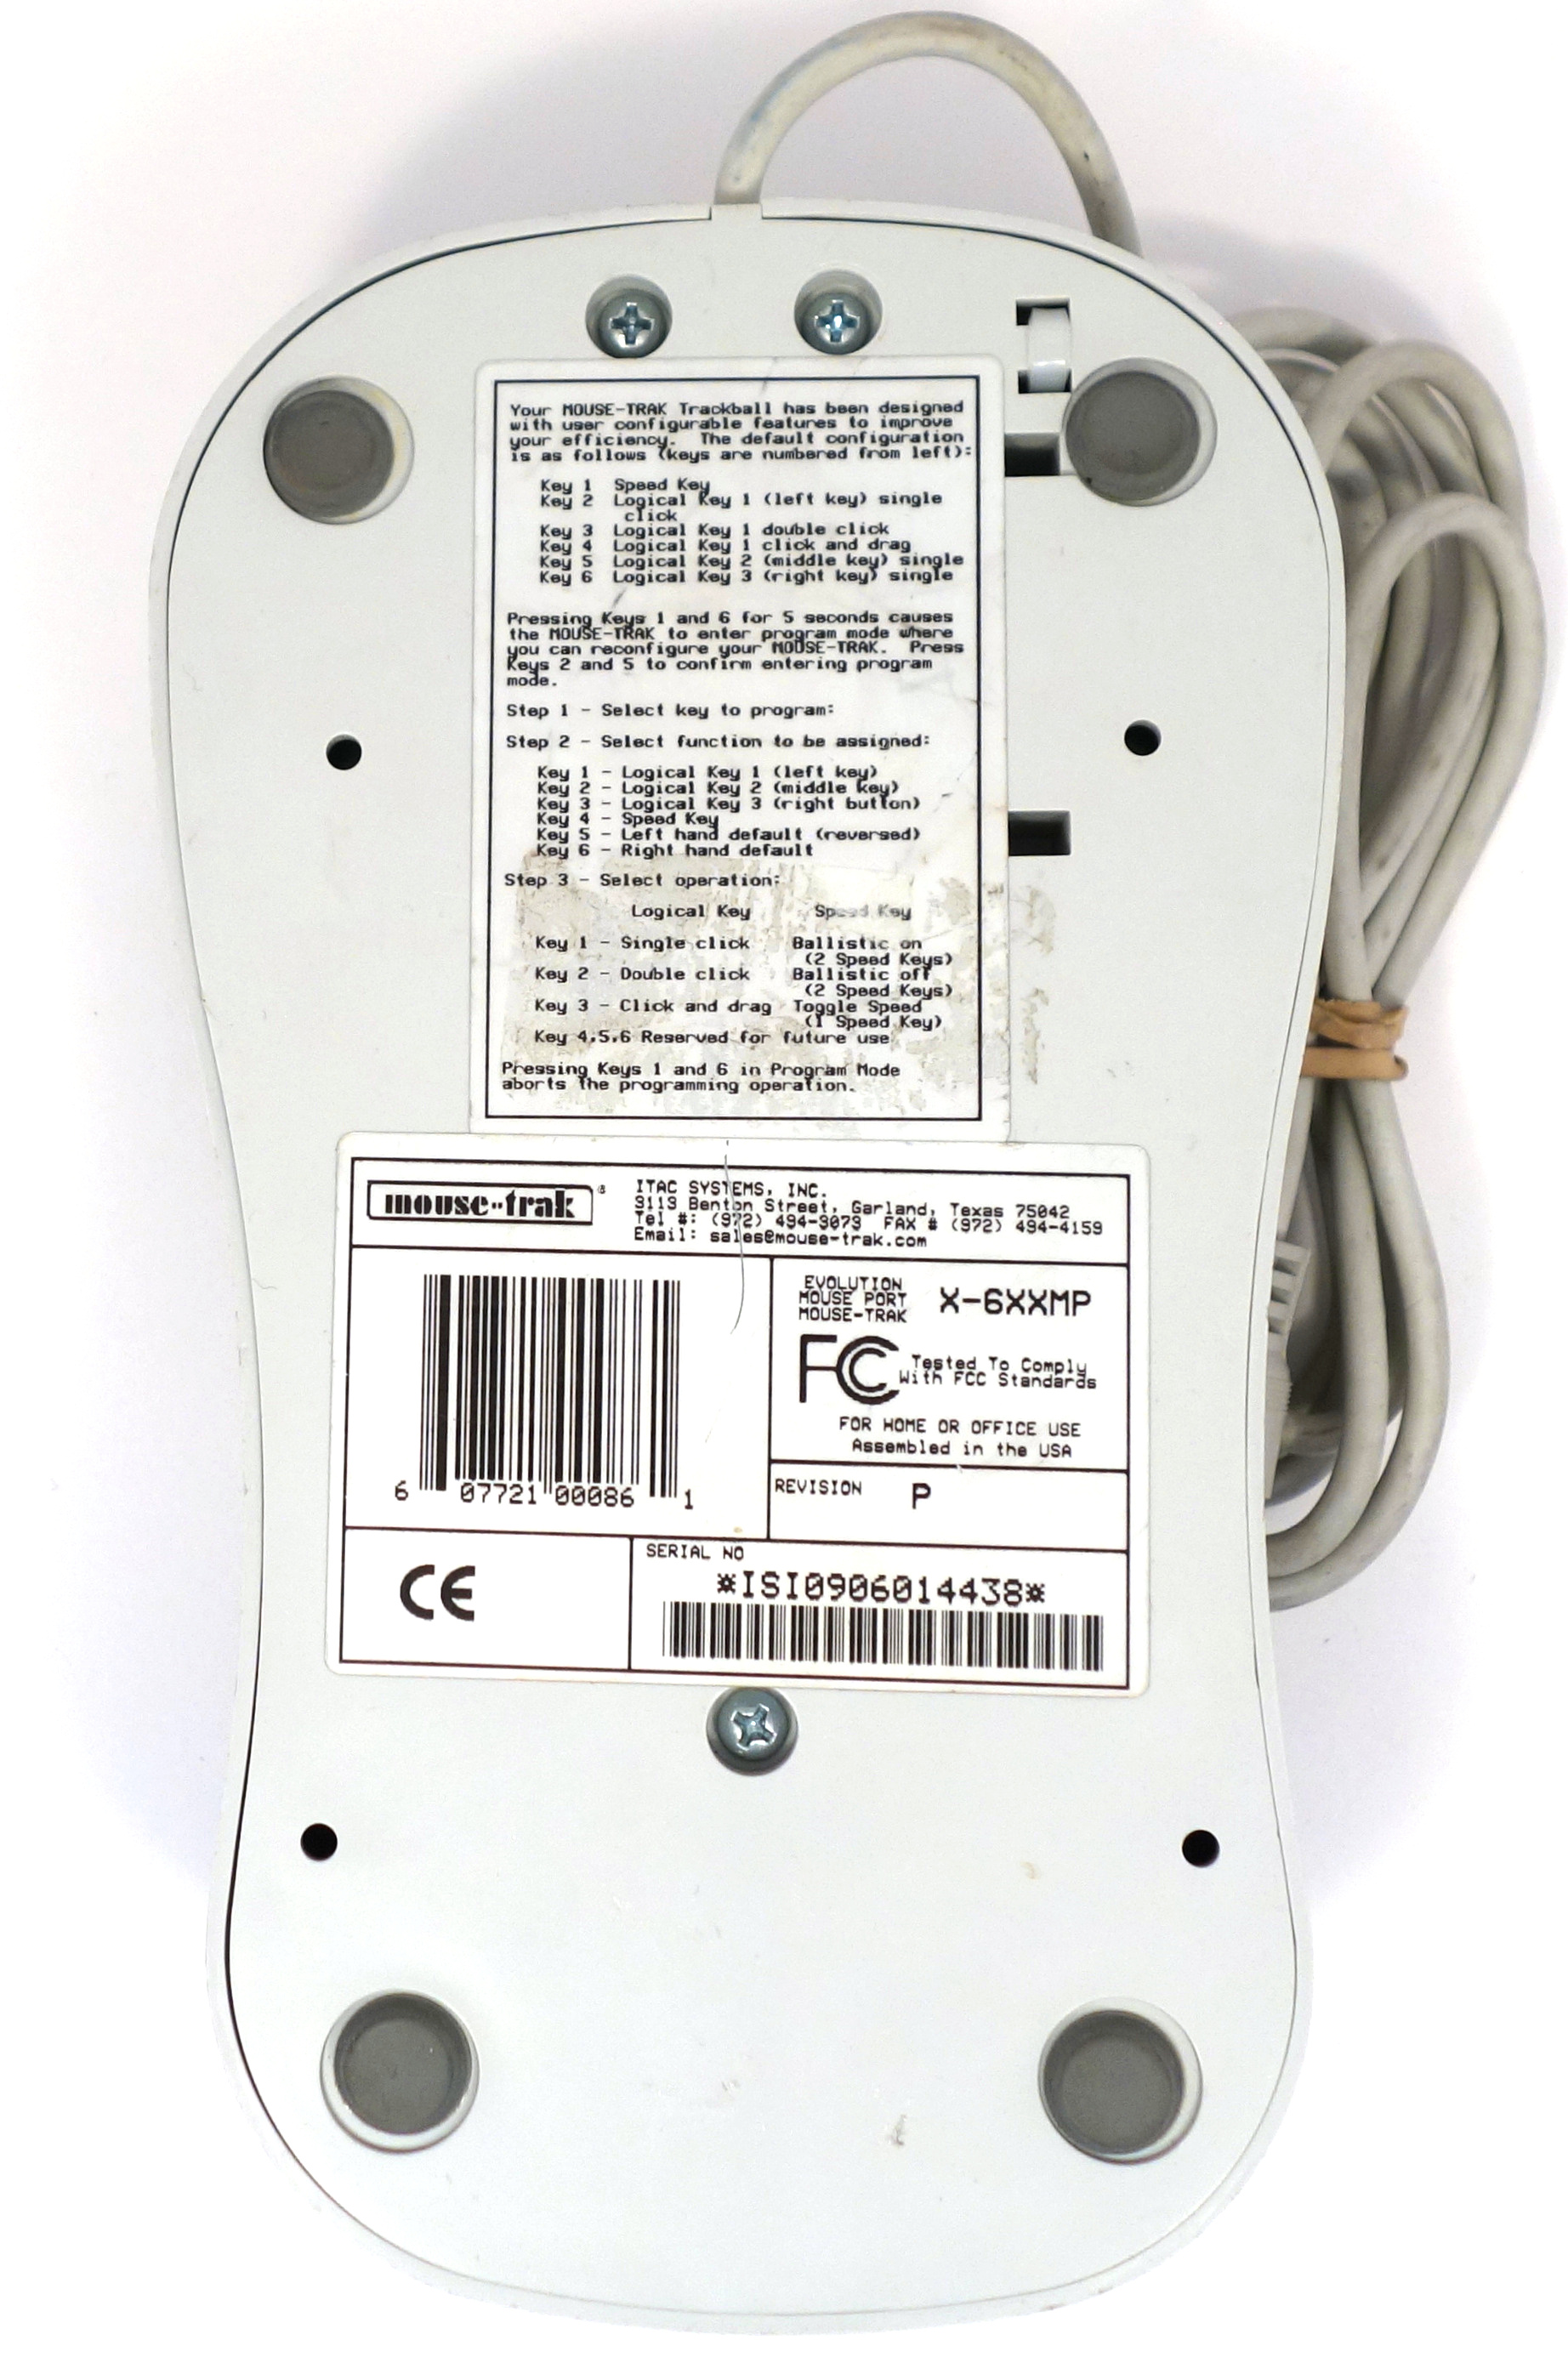 Your MOUSE-TRAK Trackball has been designed
with user configurable features to improve
your efficiency. The default configuration
is as follows (keys are numbered from left):
Key 1 Speed Key
Key 2 Logical Key 1 (left key) single
click
Key 3 Logical Key 1 double click
Key 4 Logical Key 1 click and drag
Key 5 Logical Key 2 (middle key) single
Key 6 Logical Key 3 (right key) single
Pressing Keys 1 and 6 for 5 seconds causes
the MOUSE-TRAK to enter program mode where
you can reconfigure your MOUSE-TRAK. Press
Keys 2 and 5 to confirm entering program
mode.
Step 1 - Select key to program:
Step 2 - Select function to be assigned:
Key 1 - Logical Key 1 (left key)
Key 2 - Logical Key 2 (middle key)
Key 3 - Logical Key 3 (right button)
Key 4 - Speed Key
Key 5 - Left hand default (reversed)
Key 6 - Right hand default
Step 3 - Select operation:
Logical Key Speed Key
Key 1 - Single click Ballistic on
(2 Speed Keys)
Key 2 - Double click Ballistic off
(2 Speed Keys)
Key 3 - Click and drag Toggle Speed
(1 Speed Key)
Key 4,5,6 Reserved for future use
Pressing Keys 1 and 6 in Program Mode
aborts the programming operation.
mouse-trak®
ITAC SYSTEMS, INC.
3113 Benton Street, Garland, Texas 75042
Tel #: (972) 494-3073 FAX # (972) 494-4159
Email: sales@mouse-trak.com
EVOLUTION
MOUSE PORT
MOUSE-TRAK
X-6XXMP
FC
Tested To Comply
With FCC Standards
FOR HOME OR OFFICE USE
Assembled in the USA
6 07721 00086 1
REVISION P
CE
SERIAL NO
*ISI0906014438*